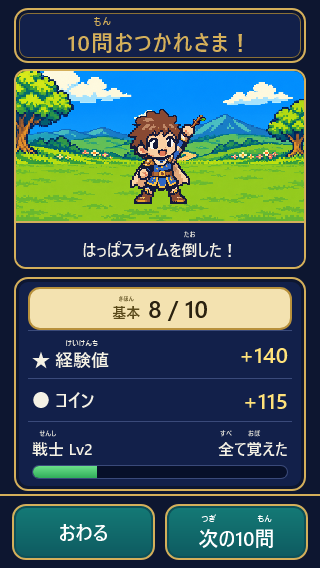 10問おつかれさま！
もん
はっぱスライムを倒した！
たお
基本 8 / 10
きほん
★ 経験値 +140
けいけんち
● コイン +115
戦士 Lv2 全て覚えた
せんし すべ おぼ
おわる
次の10問
つぎ もん